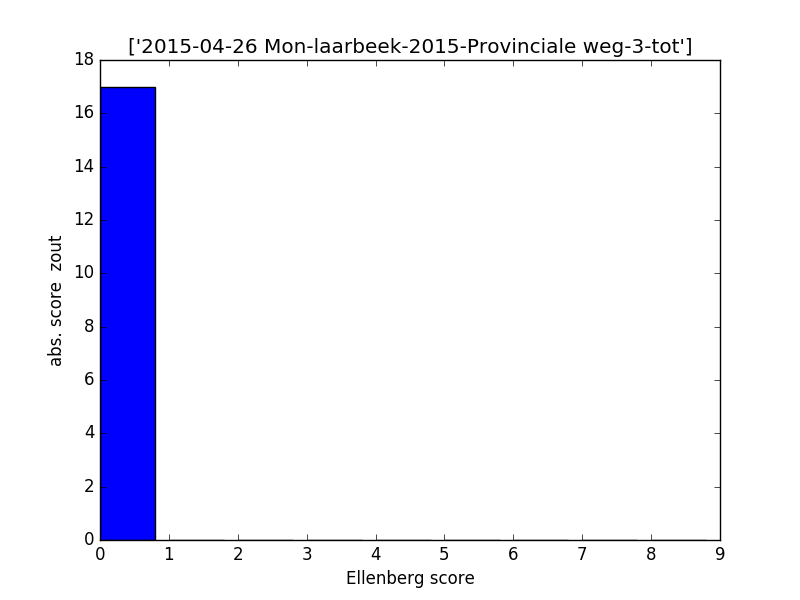 ['2015-04-26 Mon-laarbeek-2015-Provinciale weg-3-tot']
18
16
14
12
10
8
6
4
2
0
abs. score  zout
0 1 2 3 4 5 6 7 8 9
Ellenberg score